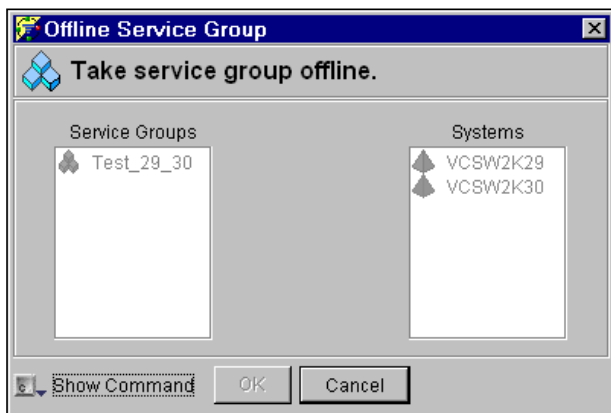 Offline Service Group
Take service group offline.
Service Groups
Test_29_30
Systems
VCSW2K29
VCSW2K30
Show Command
OK
Cancel